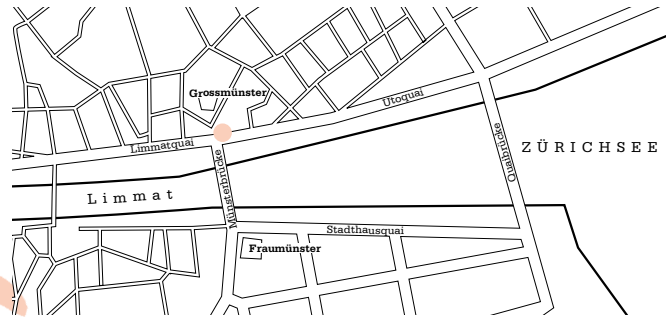 Grossmünster
Utoquai
Limmatquai
Münsterbrücke
Quaibrücke
ZÜRICHSEE
Limmat
Stadthausquai
Fraumünster